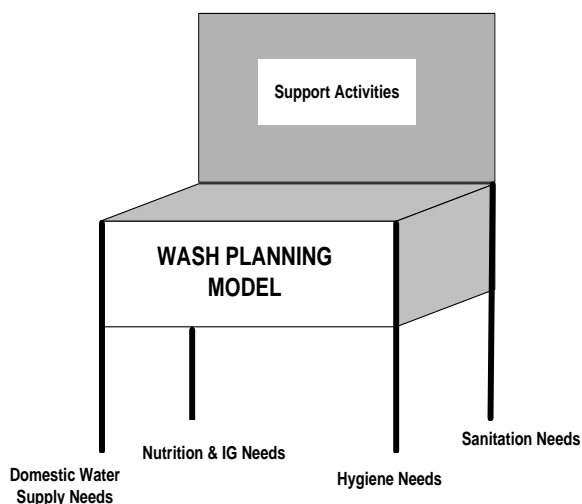 Support Activities
WASH PLANNING
MODEL
Nutrition & IG Needs
Sanitation Needs
Domestic Water
Supply Needs
Hygiene Needs